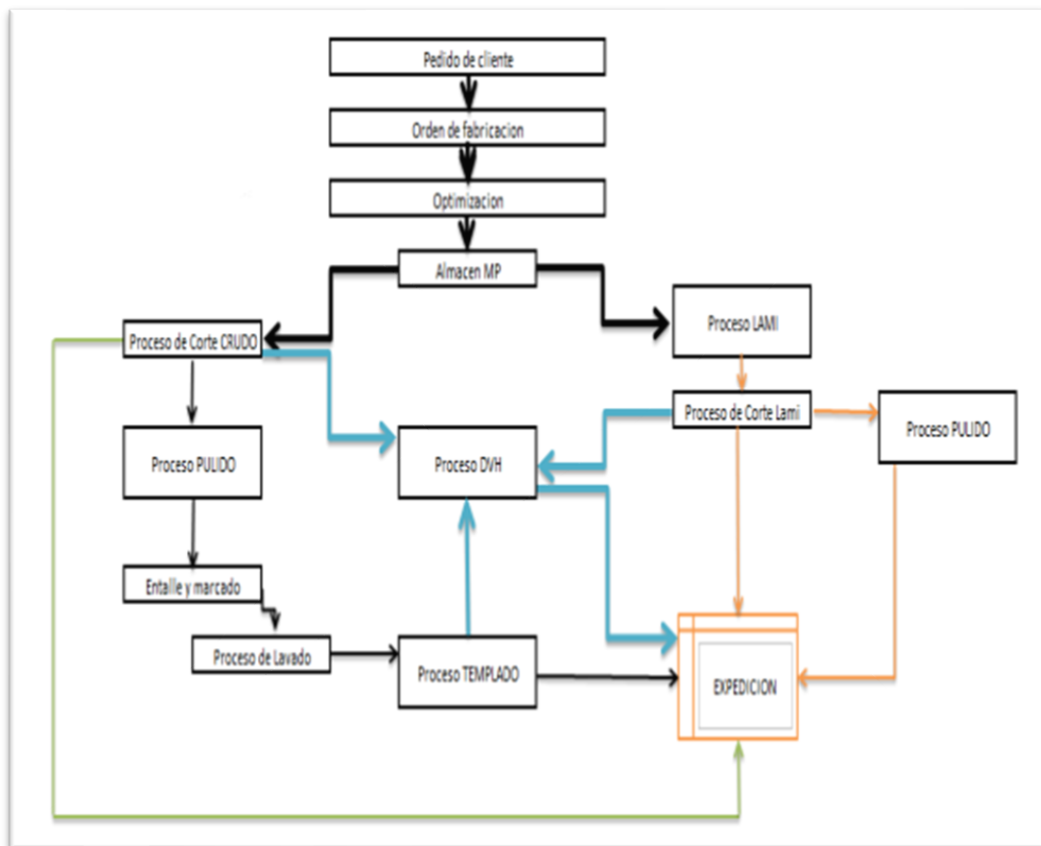 Pedido de cliente
Orden de fabricacion
Optimizacion
Almacen MP
Proceso LAMI
Proceso de Corte CRUDO
Proceso de Corte Lami
Proceso PULIDO
Proceso PULIDO
Proceso DVH
Entalle y marcado
Proceso de Lavado
Proceso TEMPLADO
EXPEDICION